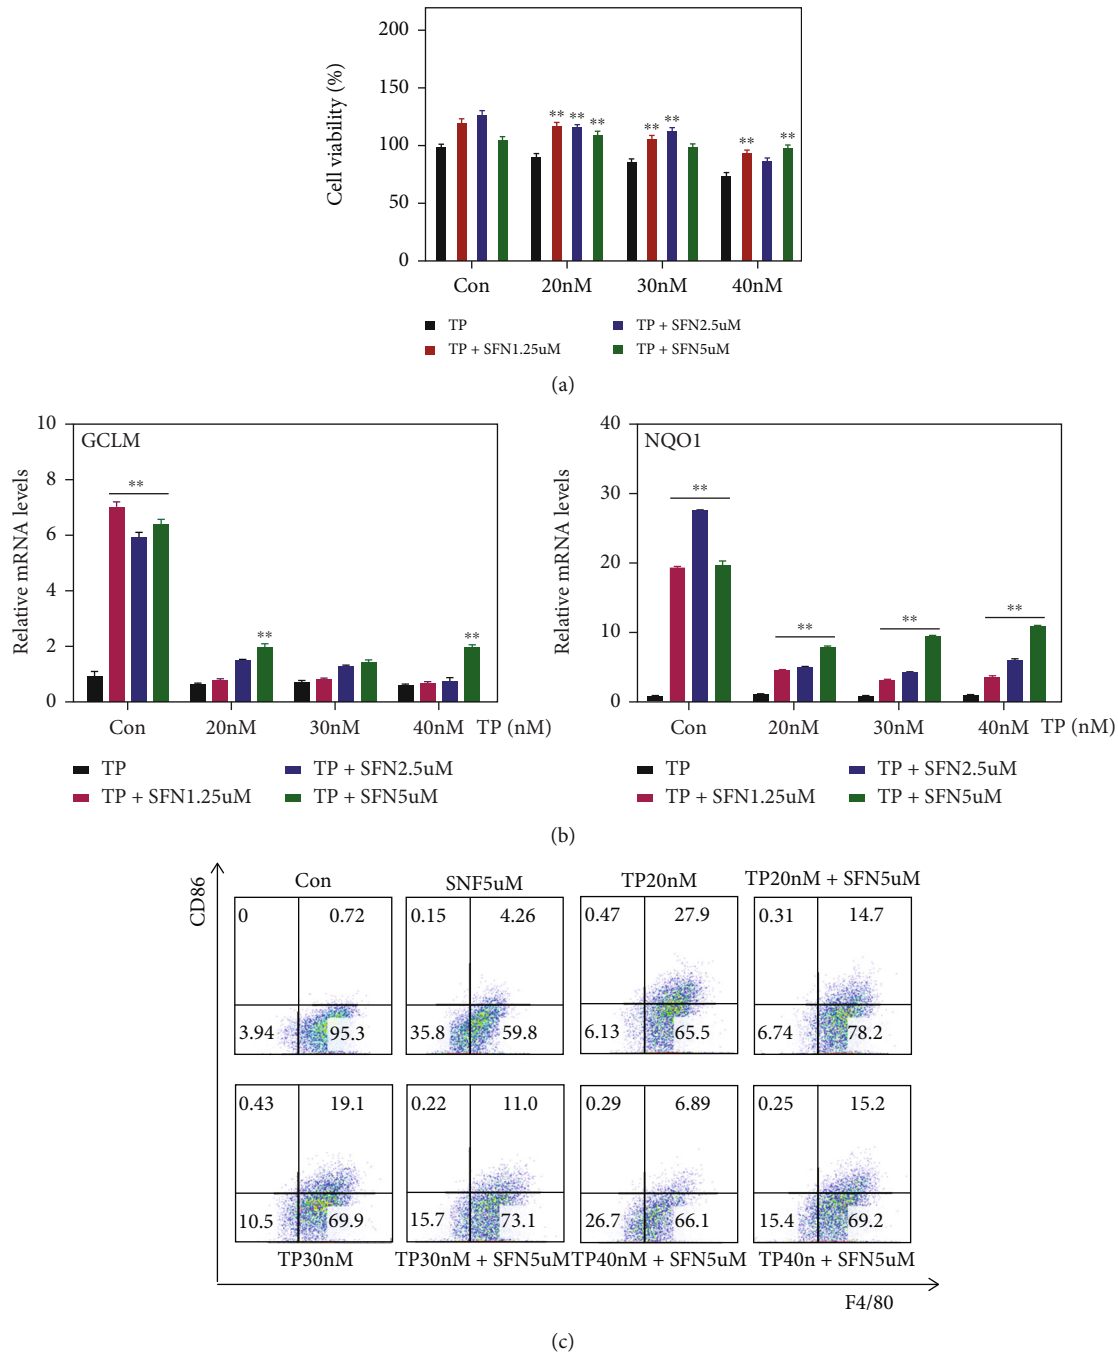 200
150
100
50
0
Cell viability (%)
** ** **
** **
** **
Con 20nM 30nM 40nM
TP TP + SFN2.5uM
TP + SFN1.25uM TP + SFN5uM
(a)
10
8
6
4
2
0
Relative mRNA levels
GCLM
**
** **
Con 20nM 30nM 40nM TP (nM)
TP TP + SFN2.5uM
TP + SFN1.25uM TP + SFN5uM
40
30
20
10
0
Relative mRNA levels
NQO1
**
** ** **
Con 20nM 30nM 40nM TP (nM)
TP TP + SFN2.5uM
TP + SFN1.25uM TP + SFN5uM
(b)
CD86
Con SNF5uM TP20nM TP20nM + SFN5uM
0 0.72 0.15 4.26 0.47 27.9 0.31 14.7
3.94 95.3 35.8 59.8 6.13 65.5 6.74 78.2
0.43 19.1 0.22 11.0 0.29 6.89 0.25 15.2
10.5 69.9 15.7 73.1 26.7 66.1 15.4 69.2
TP30nM TP30nM + SFN5uM TP40nM + SFN5uM TP40n + SFN5uM
F4/80
(c)